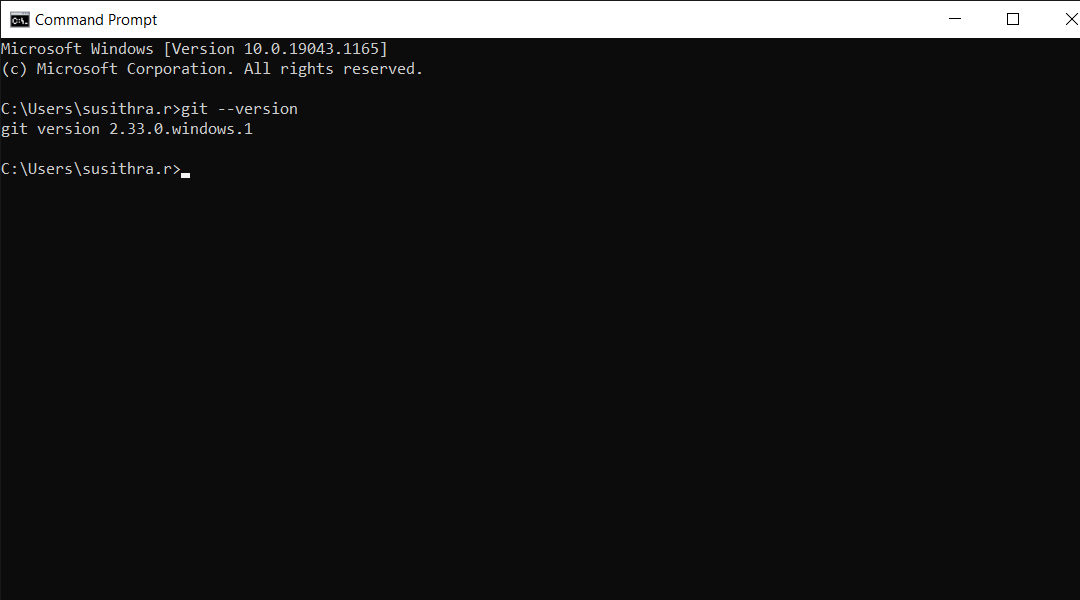 Command Prompt
Microsoft Windows [Version 10.0.19043.1165]
(c) Microsoft Corporation. All rights reserved.
C:\Users\susithra.r>git --version
git version 2.33.0.windows.1
C:\Users\susithra.r>